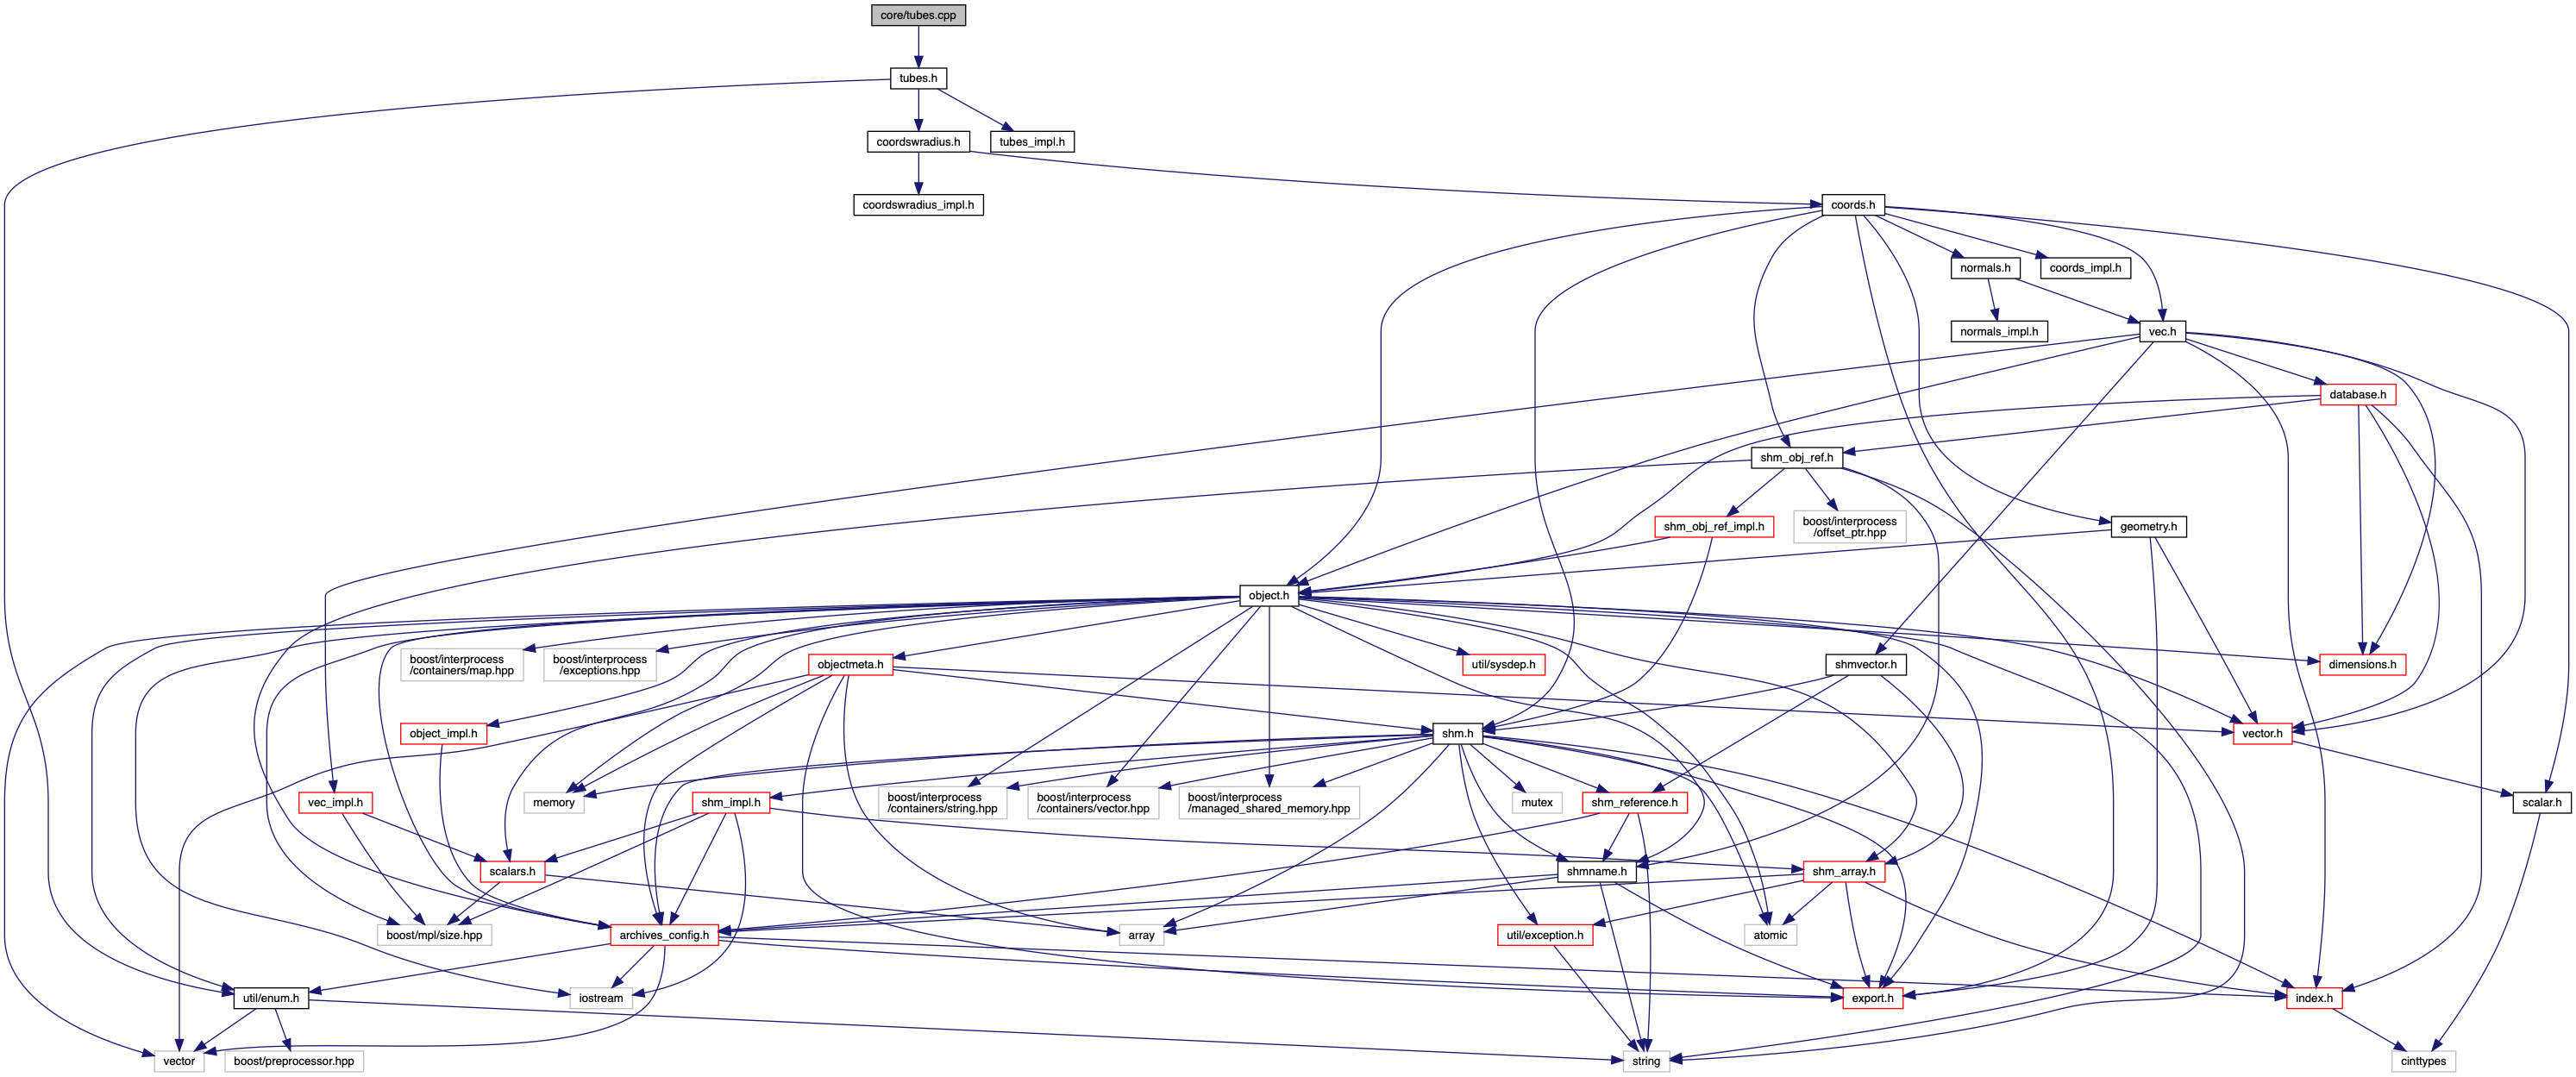 core/tubes.cpp
tubes.h
coordswradius.h
tubes_impl.h
coordswradius_impl.h
coords.h
normals.h
coords_impl.h
normals_impl.h
vec.h
database.h
shm_obj_ref.h
shm_obj_ref_impl.h
boost/interprocess
/offset_ptr.hpp
geometry.h
object.h
boost/interprocess
/containers/map.hpp
boost/interprocess
/exceptions.hpp
objectmeta.h
util/sysdep.h
shmvector.h
dimensions.h
object_impl.h
shm.h
vector.h
vec_impl.h
memory
shm_impl.h
boost/interprocess
/containers/string.hpp
boost/interprocess
/containers/vector.hpp
boost/interprocess
/managed_shared_memory.hpp
mutex
shm_reference.h
scalar.h
scalars.h
shmname.h
shm_array.h
boost/mpl/size.hpp
archives_config.h
array
util/exception.h
atomic
util/enum.h
iostream
export.h
index.h
vector
boost/preprocessor.hpp
string
cinttypes